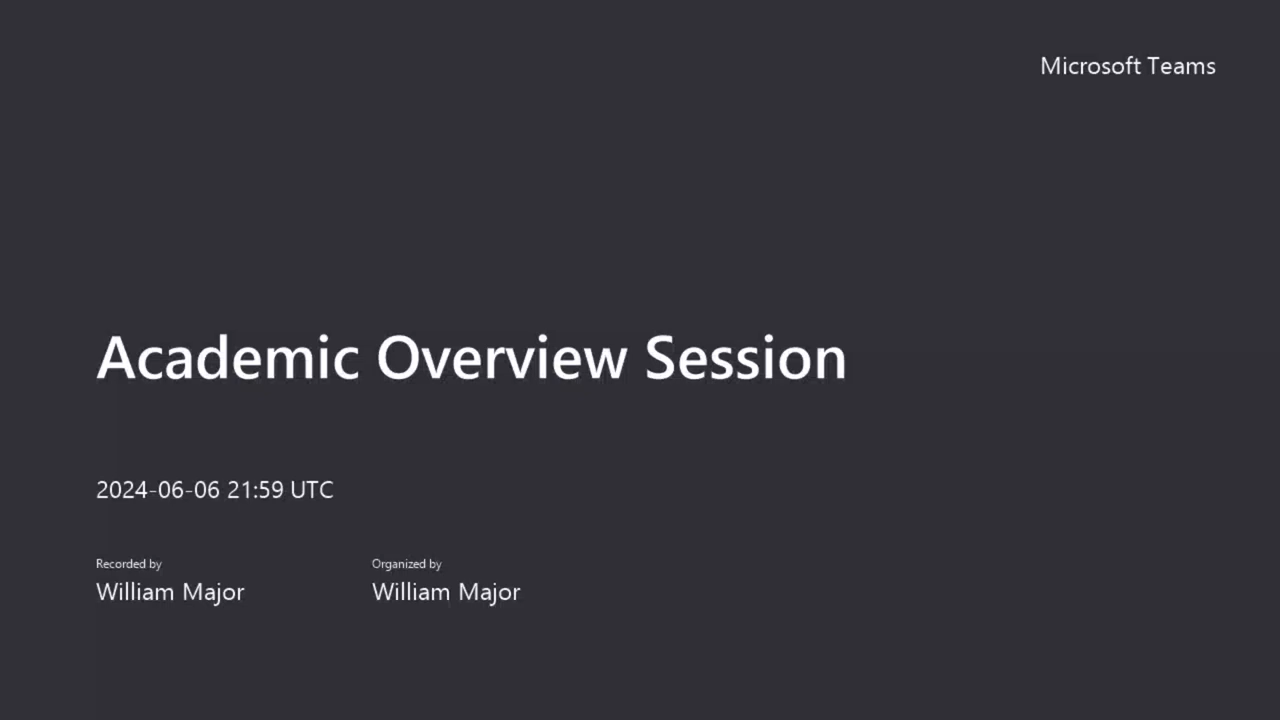 Microsoft Teams
Academic Overview Session
2024-06-06 21:59 UTC
Recorded by
William Major
Organized by
William Major